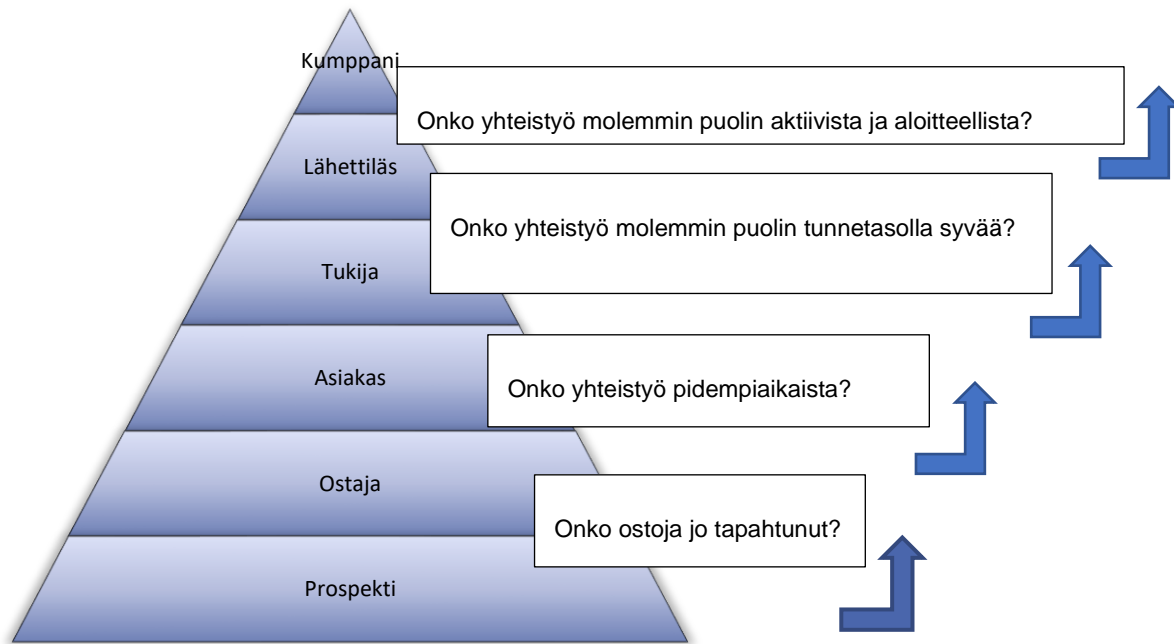 Kumppani
Onko yhteistyö molemmin puolin aktiivista ja aloitteellista?
Lähettiläs
Onko yhteistyö molemmin puolin tunnetasolla syvää?
Tukija
Asiakas
Onko yhteistyö pidempiaikaista?
Ostaja
Onko ostoja jo tapahtunut?
Prospekti